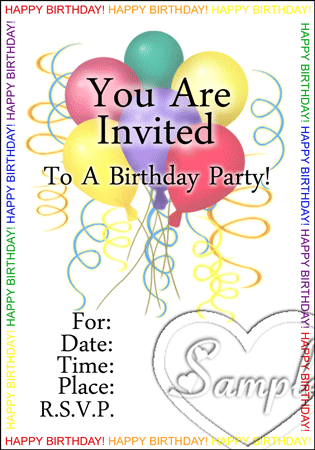 HAPPY BIRTHDAY! HAPPY BIRTHDAY! HAPPY BIRTHDAY!
HAPPY BIRTHDAY! HAPPY BIRTHDAY! HAPPY BIRTHDAY! HAPPY BIRTHDAY!
You Are
Invited
To A Birthday Party!
For:
Date:
Time:
Place:
R.S.V.P.
Sampl
HAPPY BIRTHDAY! HAPPY BIRTHDAY! HAPPY BIRTHDAY! HAPPY BIRTHDAY!
HAPPY BIRTHDAY! HAPPY BIRTHDAY! HAPPY BIRTHDAY!